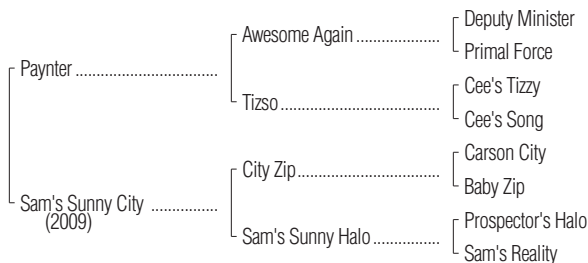 Deputy Minister
Awesome Again ....................
Primal Force
Paynter ..................................
Cee's Tizzy
Tizso ......................................
Cee's Song
Carson City
City Zip ..................................
Baby Zip
Sam's Sunny City ................
(2009)
Prospector's Halo
Sam's Sunny Halo ................
Sam's Reality